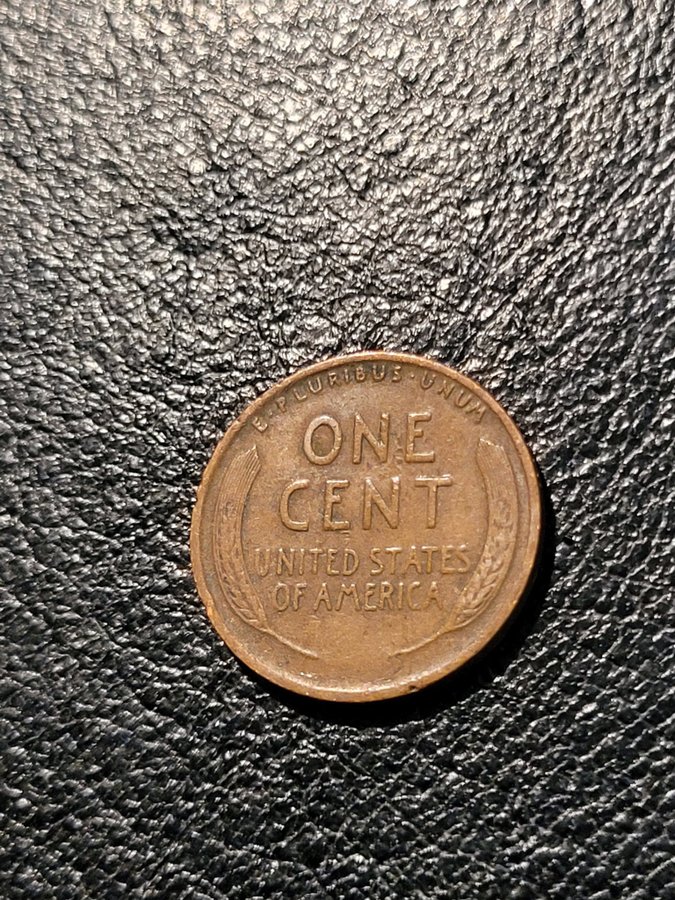 E·PLURIBUS·UNUM
ONE
CENT
UNITED STATES
OF AMERICA